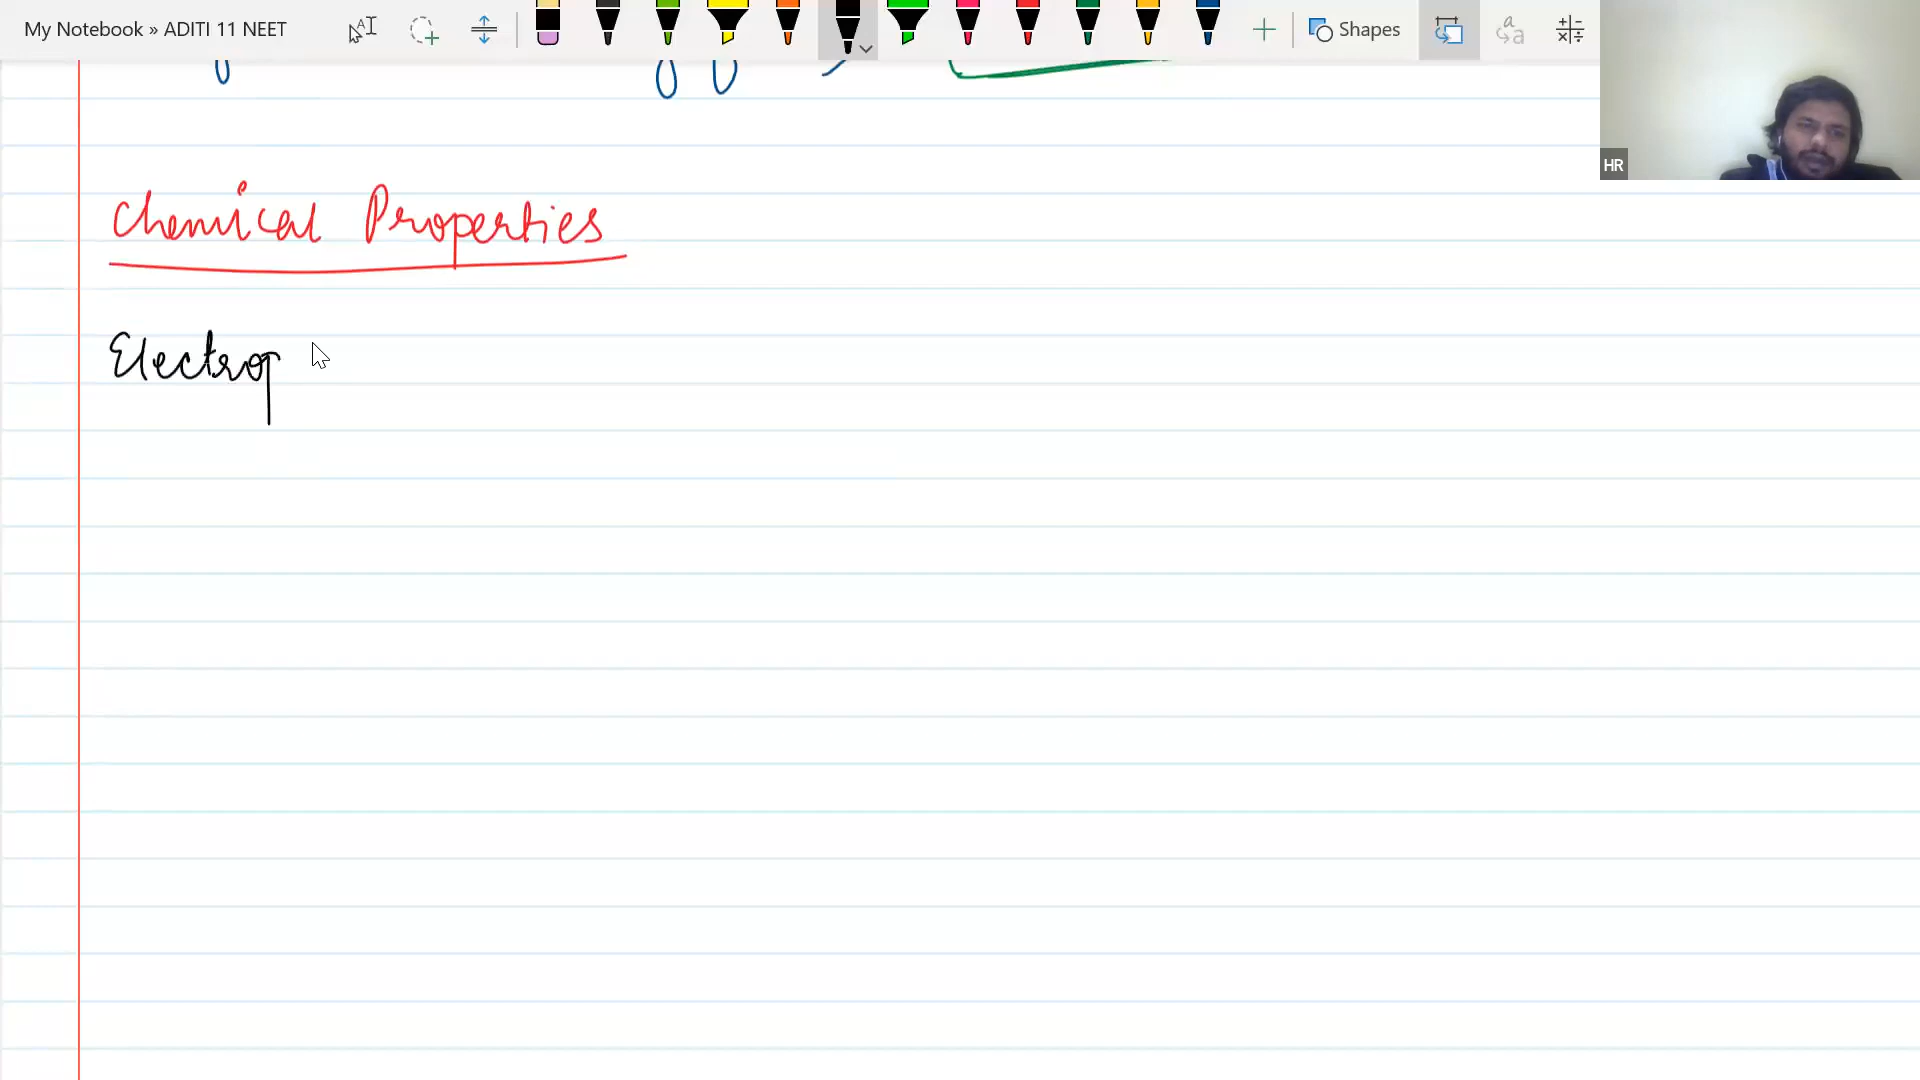 My Notebook » ADITI 11 NEET
Shapes
HR
Chemical Properties
Electrop